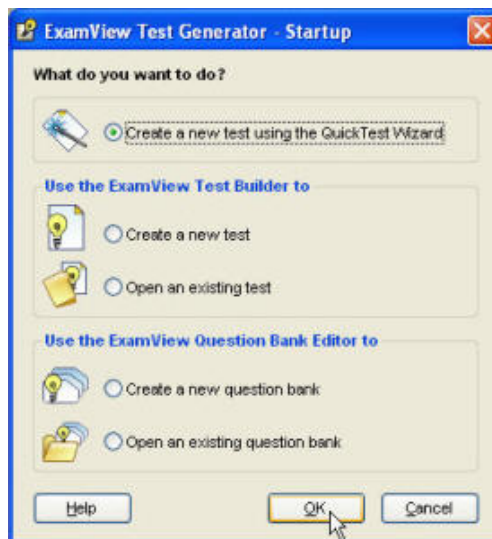 ExamView Test Generator - Startup
What do you want to do?
Create a new test using the QuickTest Wizard
Use the ExamView Test Builder to
Create a new test
Open an existing test
Use the ExamView Question Bank Editor to
Create a new question bank
Open an existing question bank
Help OK Cancel